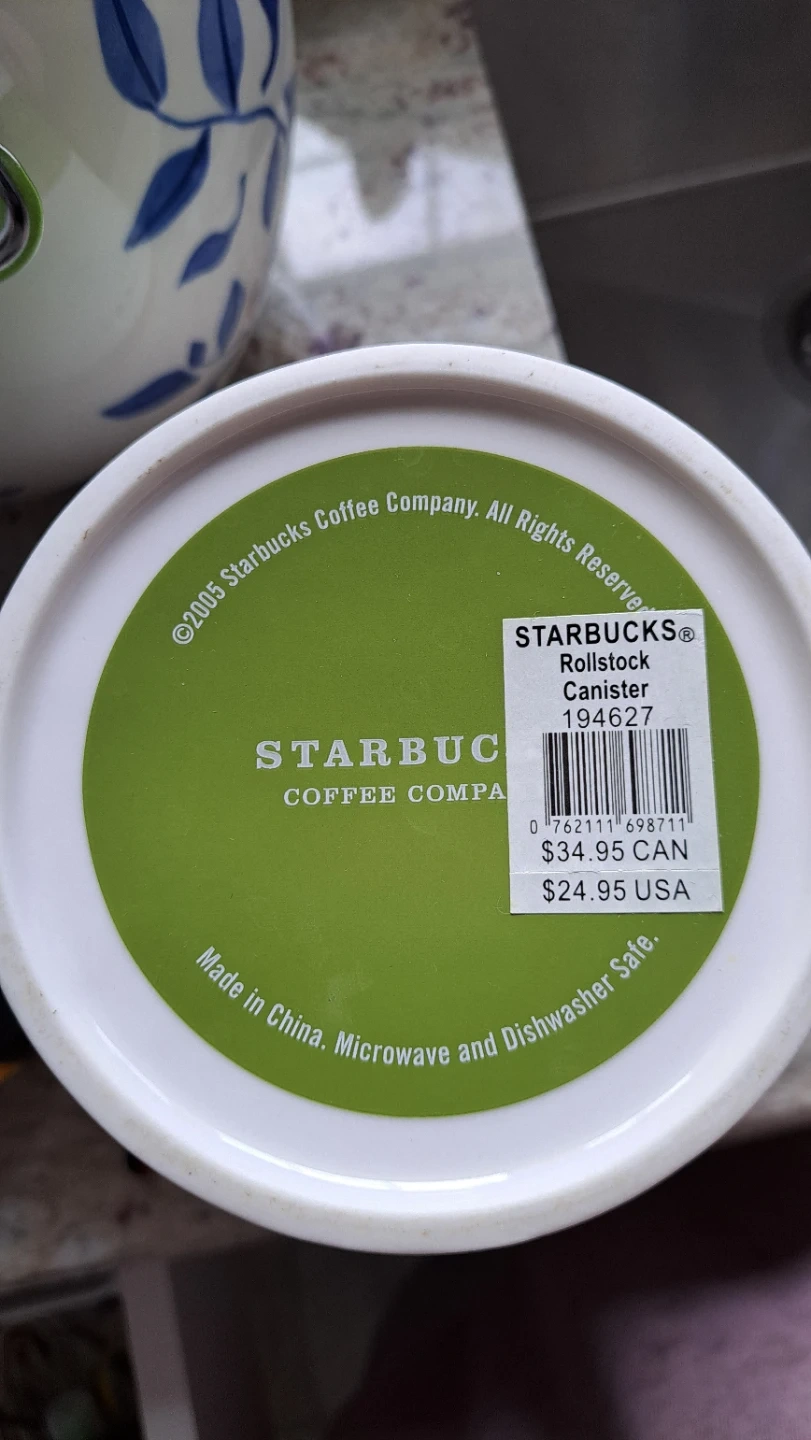 ©2005 Starbucks Coffee Company. All Rights Reserved
STARBUCKS®
Rollstock
Canister
194627
0 762111 698711
$34.95 CAN
$24.95 USA
STARBUC
COFFEE COMPA
Made in China. Microwave and Dishwasher Safe.